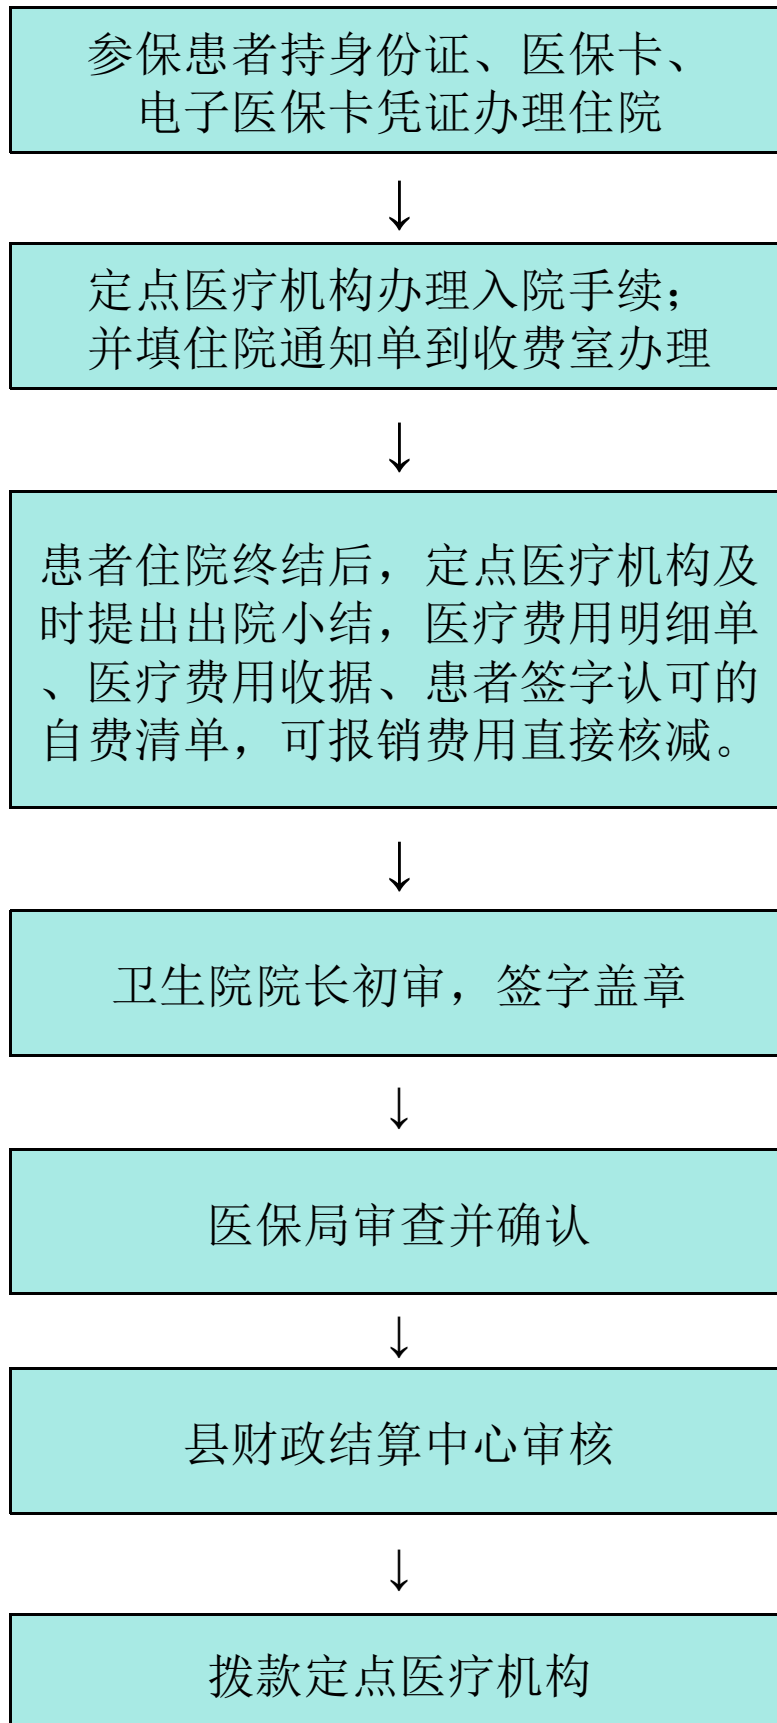 参保患者持身份证、医保卡、
电子医保卡凭证办理住院
↓
定点医疗机构办理入院手续；
并填住院通知单到收费室办理
↓
患者住院终结后，定点医疗机构及
时提出出院小结，医疗费用明细单
、医疗费用收据、患者签字认可的
自费清单，可报销费用直接核减。
↓
卫生院院长初审，签字盖章
↓
医保局审查并确认
↓
县财政结算中心审核
↓
拨款定点医疗机构